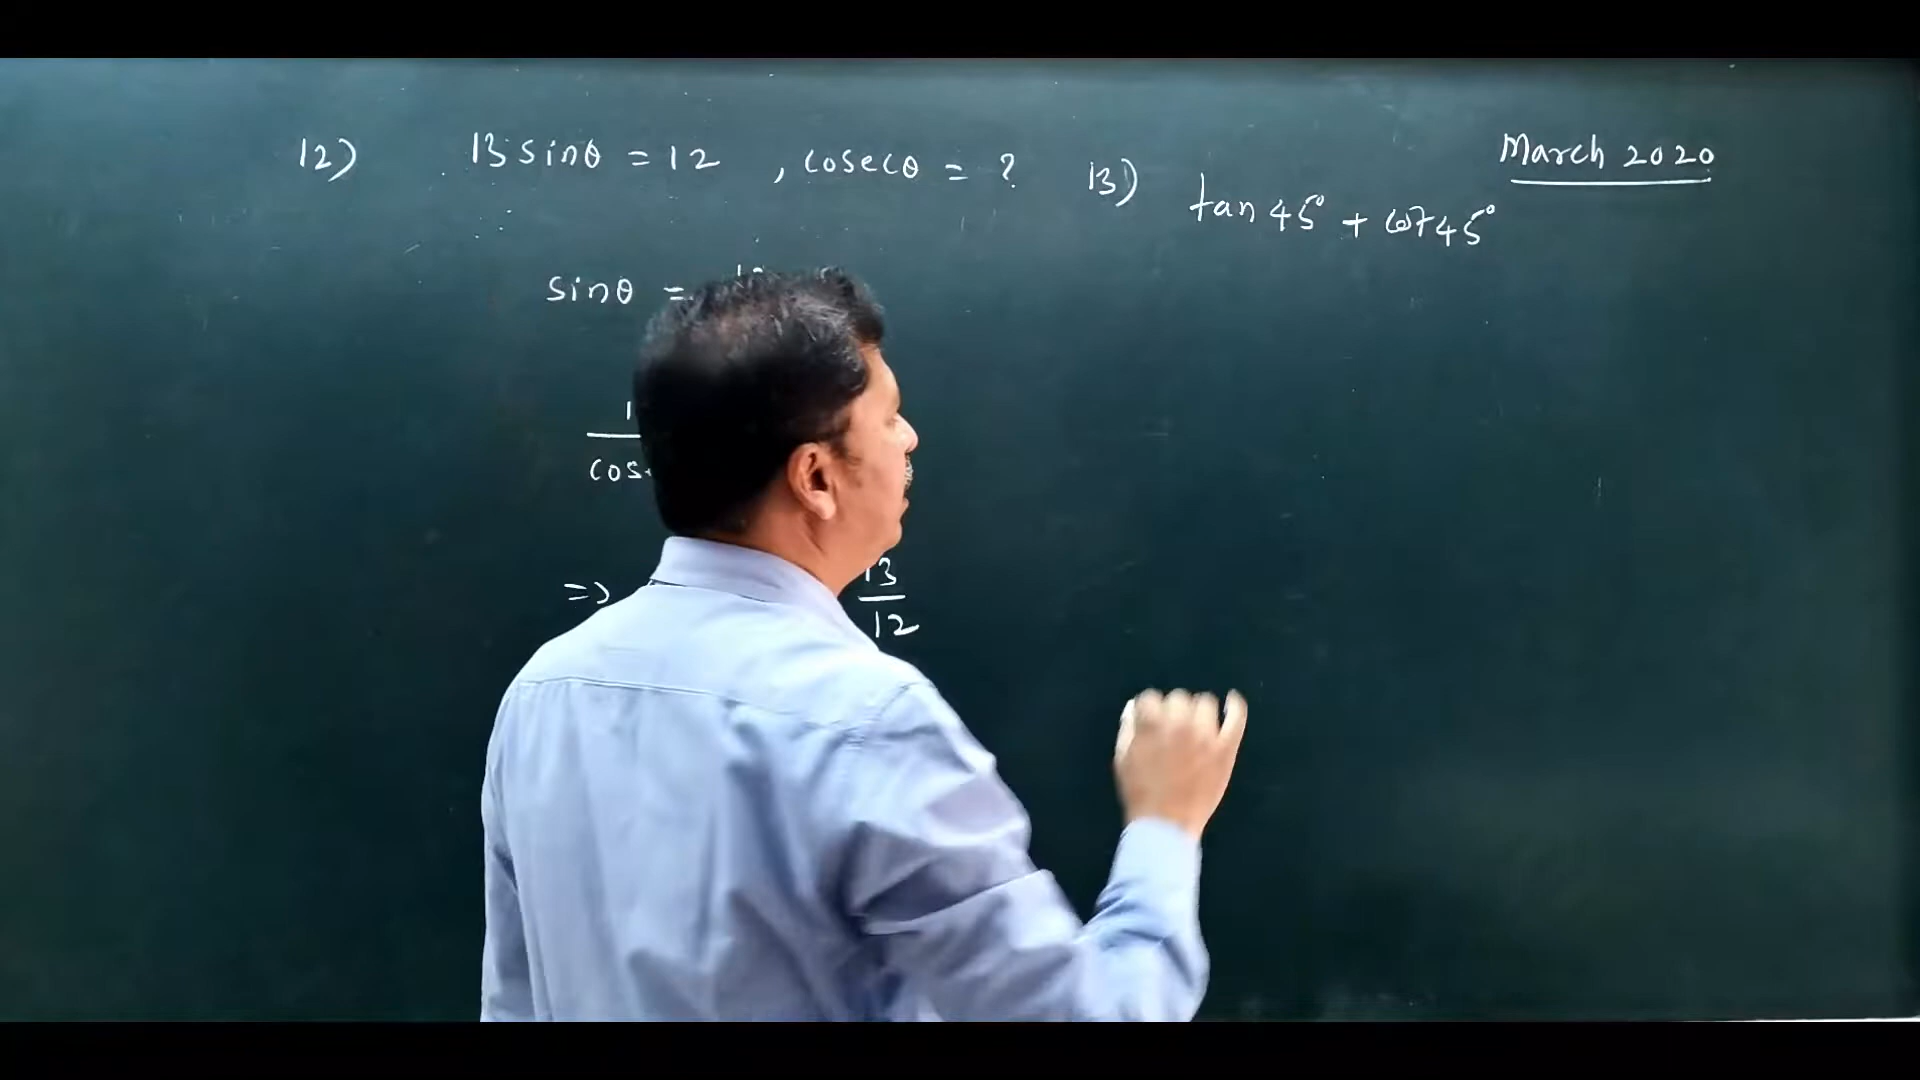 12) 13 sinθ = 12 , cosecθ = ?
sinθ =
1
cos
=> 13
12
March 2020
13) tan 45° + cot 45°